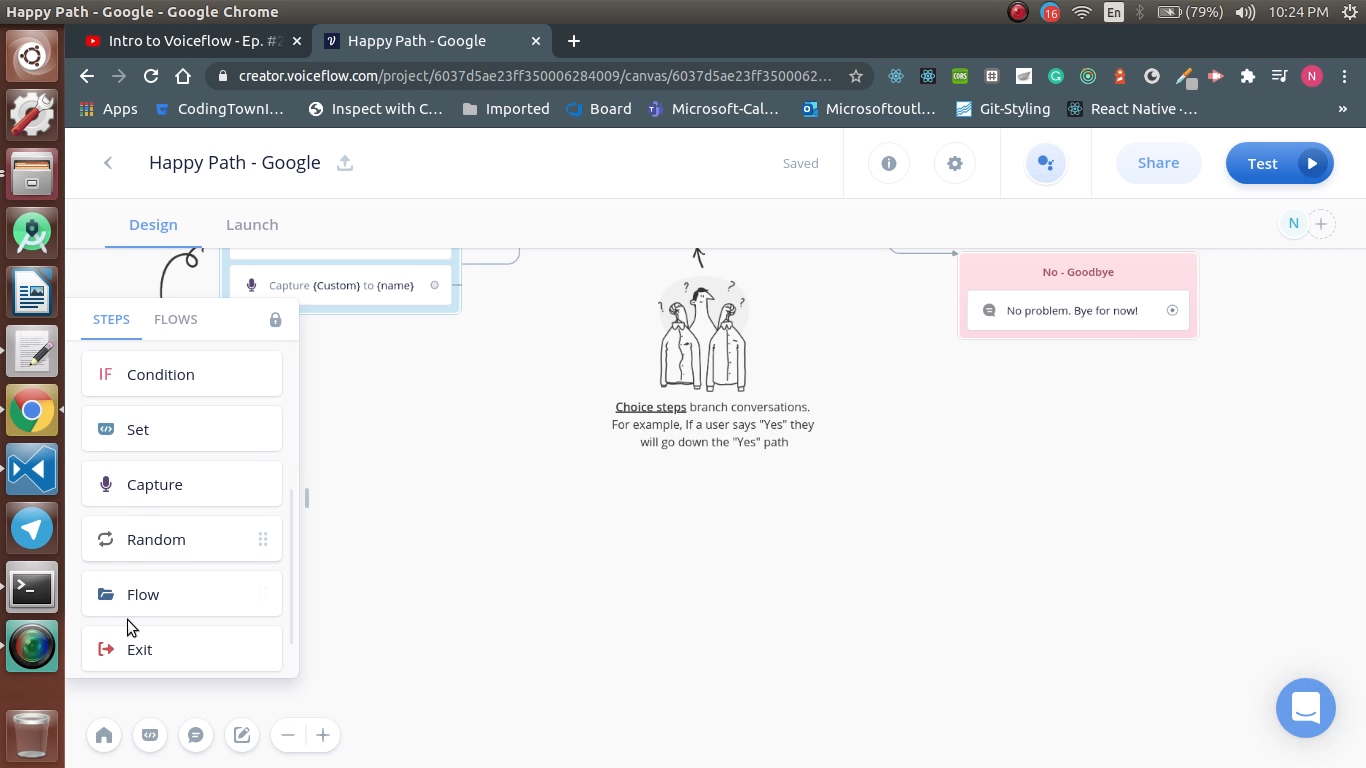 Happy Path - Google - Google Chrome
16
En
(79%)
10:24 PM
Intro to Voiceflow - Ep. #2
Happy Path - Google
creator.voiceflow.com/project/6037d5ae23ff350006284009/canvas/6037d5ae23ff3500062...
CORS
N
Apps
CodingTownI...
Inspect with C...
Imported
Board
Microsoft-Cal...
Microsoftoutl...
Git-Styling
React Native ·...
»
Happy Path - Google
Saved
Share
Test
Design
Launch
N
No - Goodbye
Capture {Custom} to {name}
No problem. Bye for now!
STEPS
FLOWS
IF Condition
Set
Capture
Random
Flow
Exit
? ?
? ?
Choice steps branch conversations.
For example, If a user says "Yes" they
will go down the "Yes" path